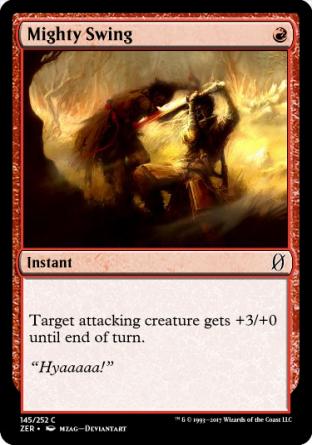 Mighty Swing
Instant
Target attacking creature gets +3/+0
until end of turn.
“Hyaaaaa!”
145/252 C
ZER • MZAG—DEVIANTART
™ & © 1993–2017 Wizards of the Coast LLC